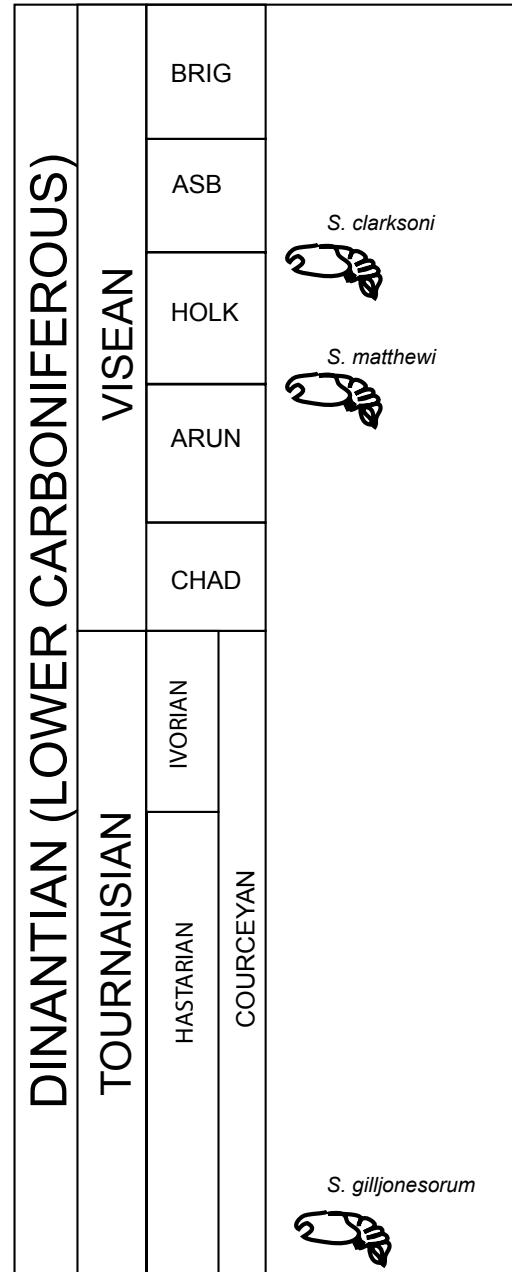 DINANTIAN (LOWER CARBONIFEROUS)
VISEAN
TOURNAISIAN
BRIG
ASB
HOLK
ARUN
CHAD
IVORIAN
HASTARIAN
COURCEYAN
S. clarksoni
S. matthewi
S. gilljonesorum